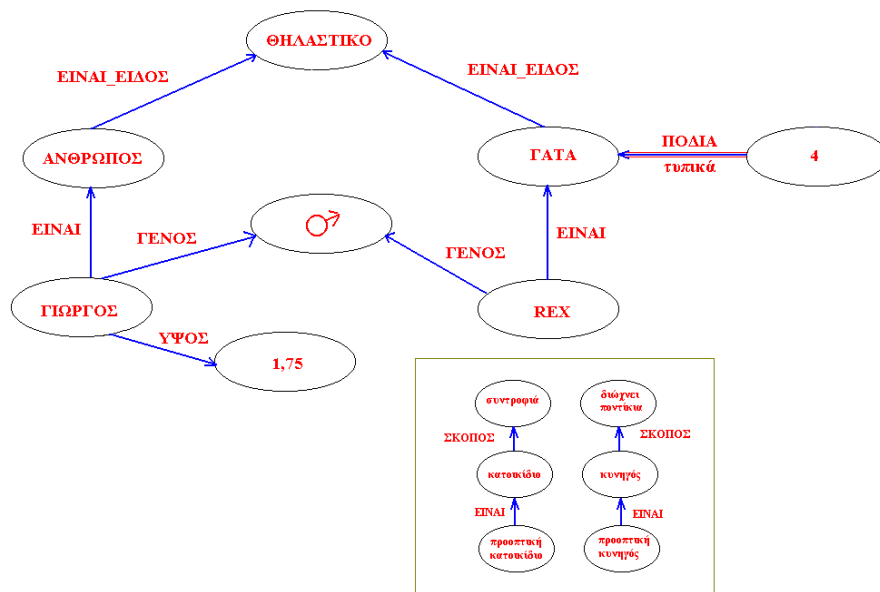 ΘΗΛΑΣΤΙΚΟ
ΕΙΝΑΙ_ΕΙΔΟΣ
ΕΙΝΑΙ_ΕΙΔΟΣ
ΑΝΘΡΩΠΟΣ
ΓΑΤΑ
ΠΟΔΙΑ
τυπικά
4
ΕΙΝΑΙ
ΓΕΝΟΣ
♂
ΓΕΝΟΣ
ΕΙΝΑΙ
ΓΙΩΡΓΟΣ
REX
ΥΨΟΣ
1,75
συντροφιά
διώχνει
ποντίκια
ΣΚΟΠΟΣ
ΣΚΟΠΟΣ
κατοικίδιο
κυνηγός
ΕΙΝΑΙ
ΕΙΝΑΙ
προοπτική
κατοικίδιο
προοπτική
κυνηγός